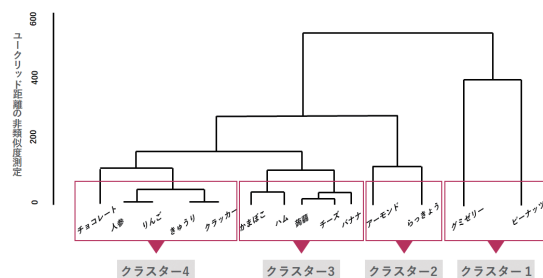 ユークリッド距離の非類似度測定
600
400
200
0
チョコレート
人参
りんご
きゅうり
クラッカー
かまぼこ
ハム
蒟蒻
チーズ
バナナ
アーモンド
らっきょう
グミゼリー
ピーナッツ
クラスター4
クラスター3
クラスター2
クラスター 1